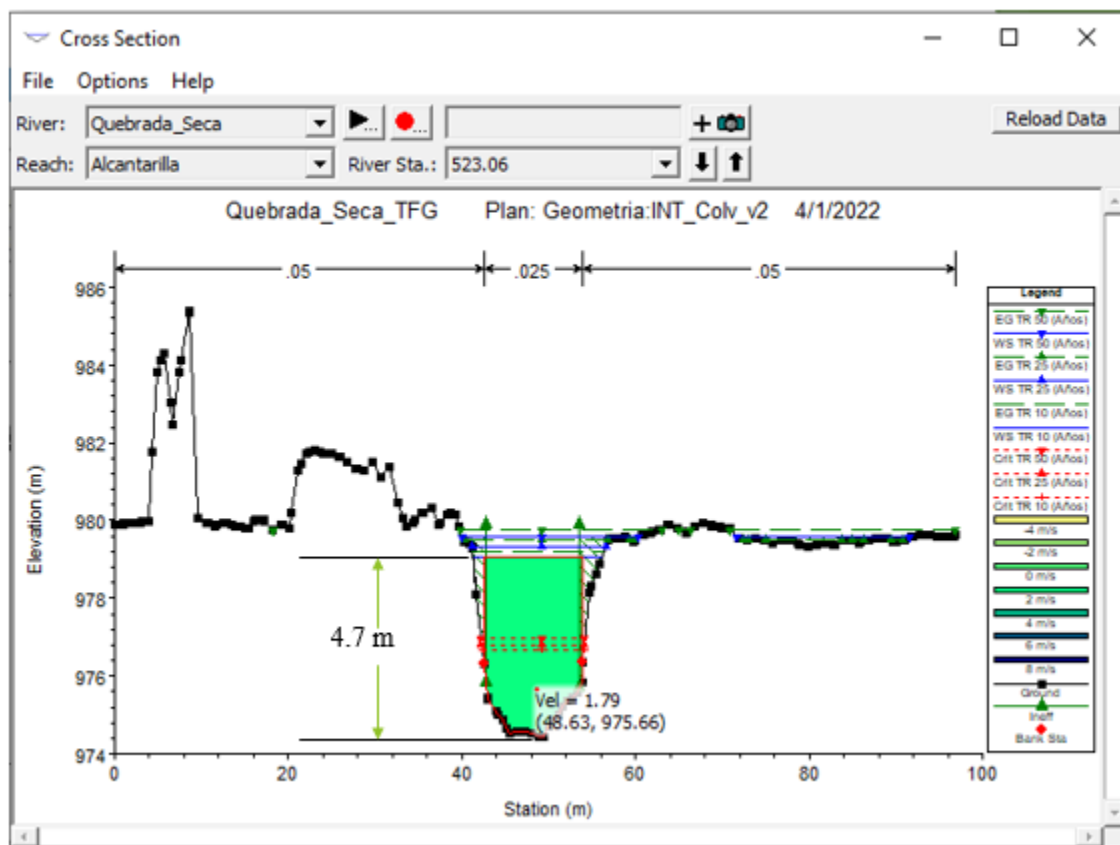 Cross Section
File Options Help
River: Quebrada_Seca
Reload Data
Reach: Alcantarilla River Sta.: 523.06
Quebrada_Seca_TFG Plan: Geometria:INT_Colv_v2 4/1/2022
.05 .025 .05
986
984
982
980
978
976
974
Elevation (m)
4.7 m
Vel = 1.79
(48.63, 975.66)
0 20 40 60 80 100
Station (m)
Legend
EG TR 50 (Años)
WS TR 50 (Años)
EG TR 25 (Años)
WS TR 25 (Años)
EG TR 10 (Años)
WS TR 10 (Años)
Crit TR 50 (Años)
Crit TR 25 (Años)
Crit TR 10 (Años)
-4 m/s
-2 m/s
0 m/s
2 m/s
4 m/s
6 m/s
8 m/s
Ground
Ineff
Bank Sta